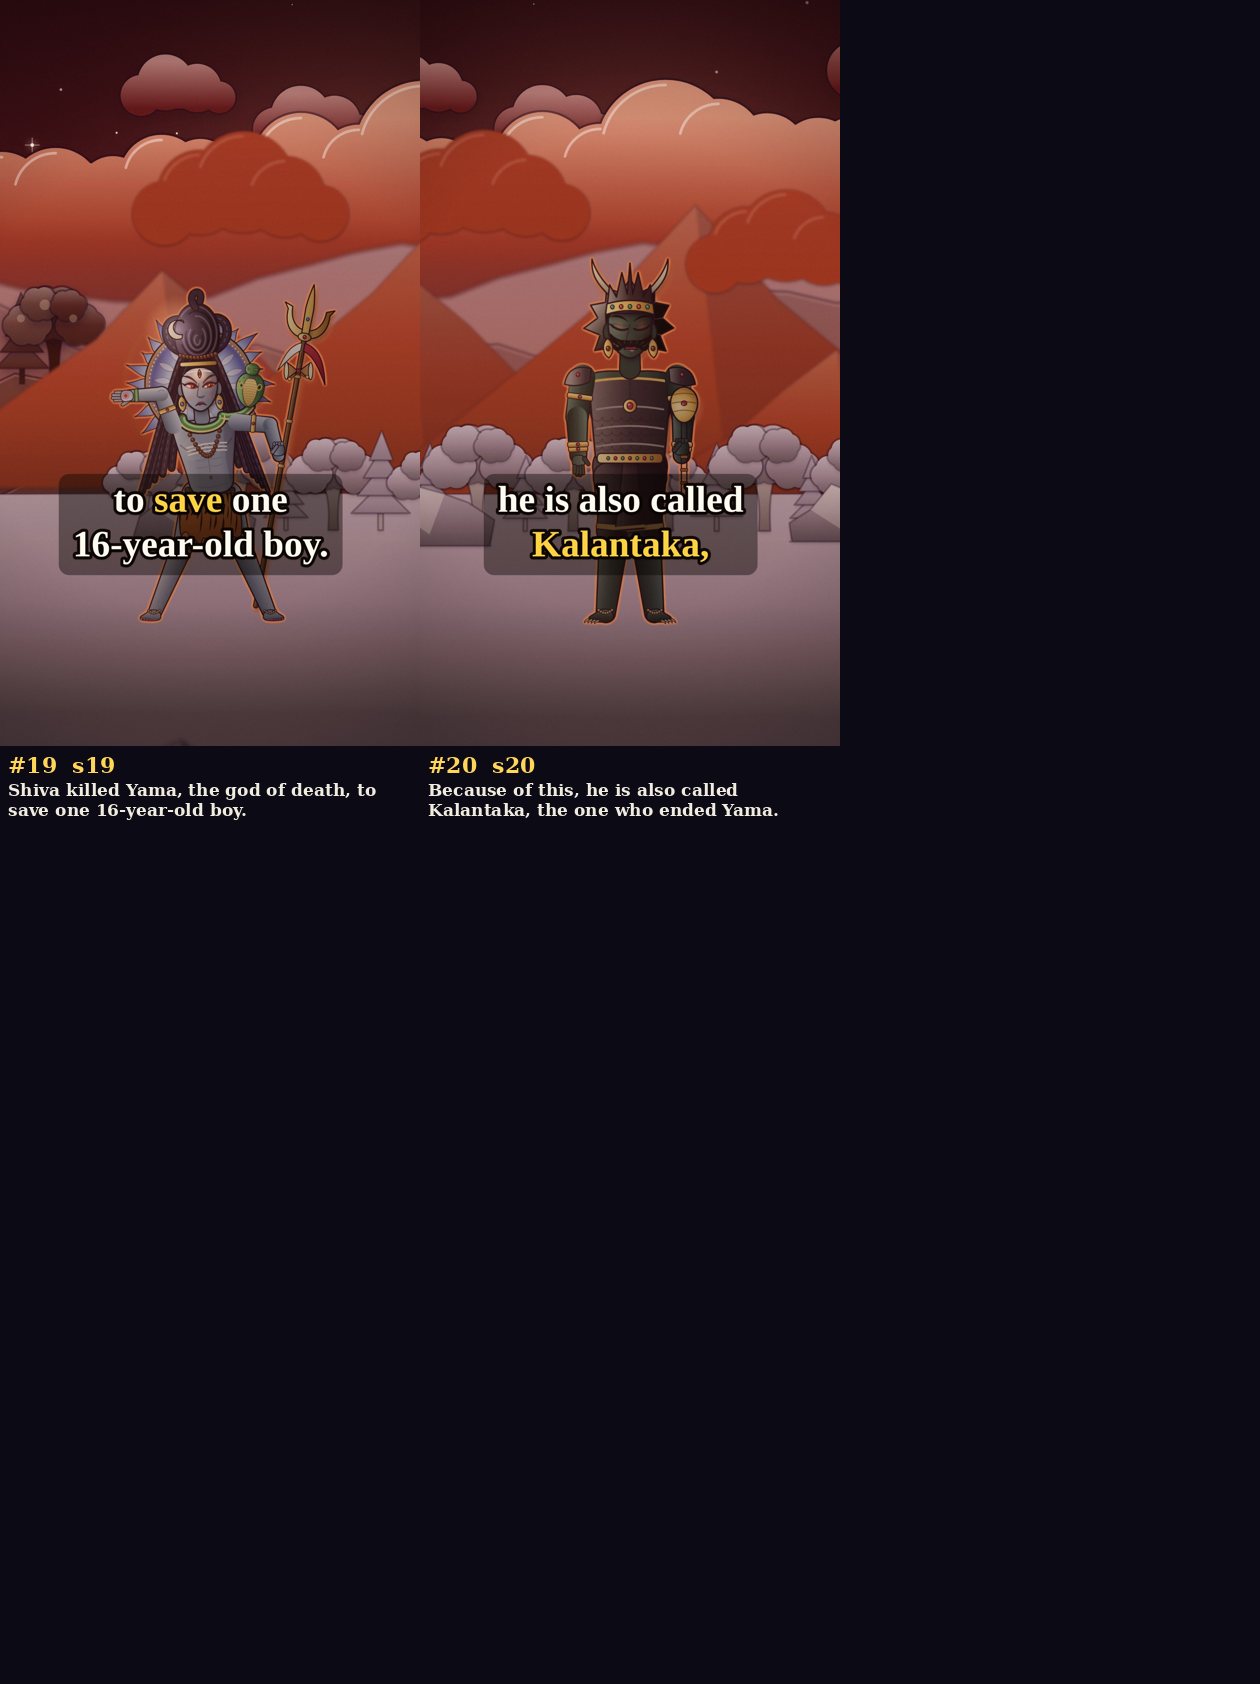 to save one
16-year-old boy.
he is also called
Kalantaka,
#19 s19
Shiva killed Yama, the god of death, to
save one 16-year-old boy.
#20 s20
Because of this, he is also called
Kalantaka, the one who ended Yama.